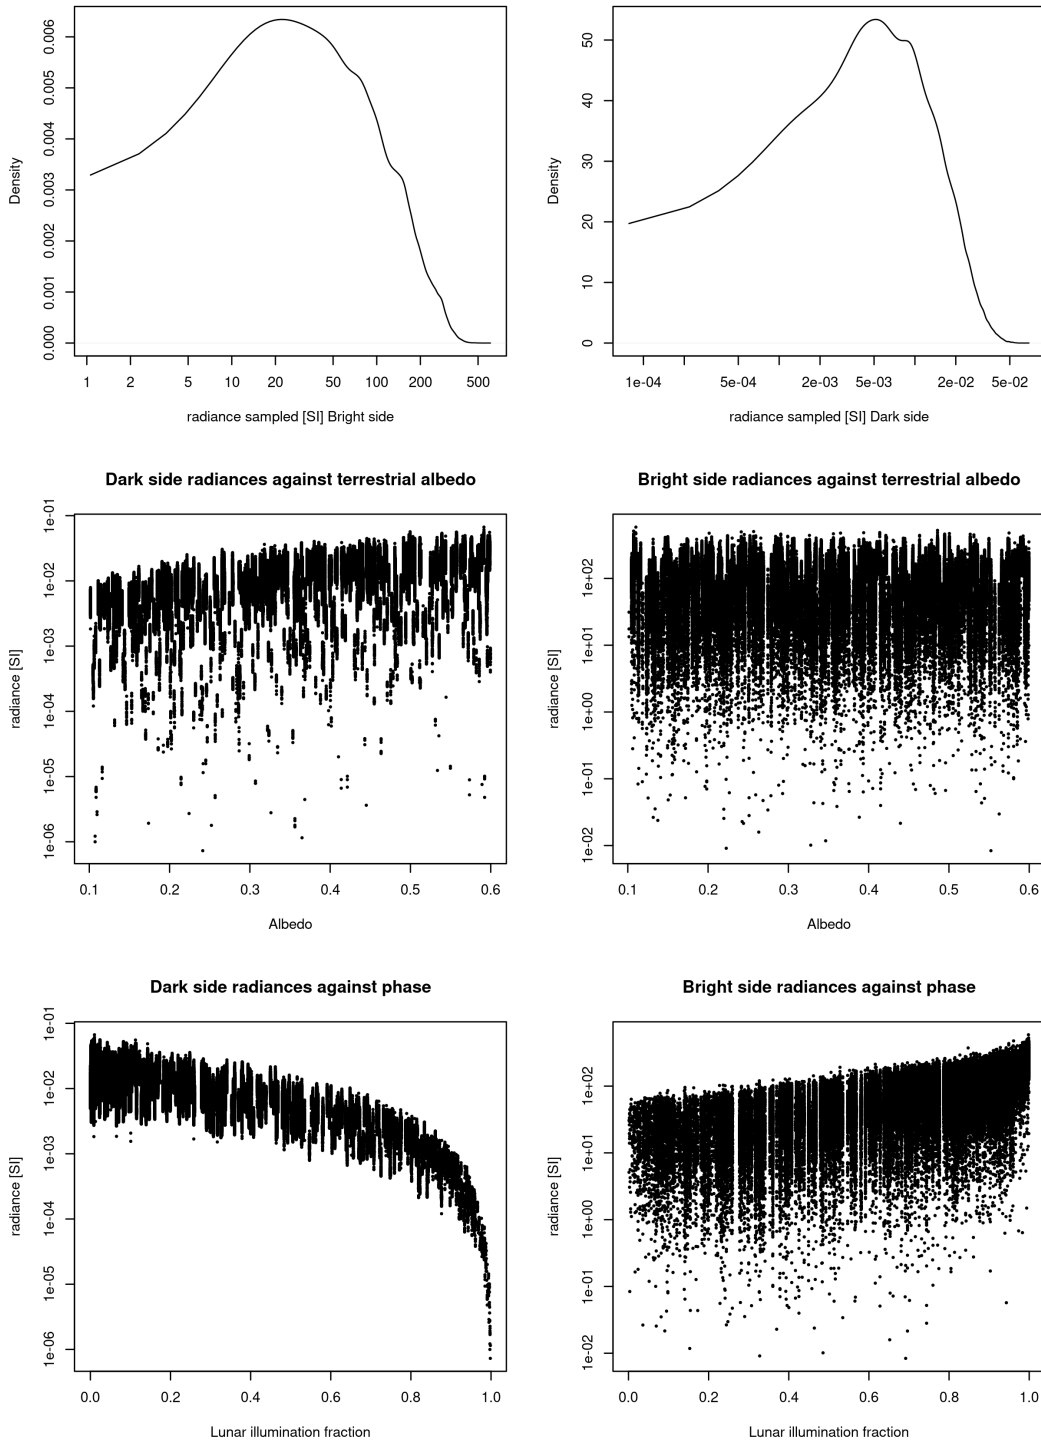 0.000 0.001 0.002 0.003 0.004 0.005 0.006
Density
1 2 5 10 20 50 100 200 500
radiance sampled [SI] Bright side
0 10 20 30 40 50
Density
1e-04 5e-04 2e-03 5e-03 2e-02 5e-02
radiance sampled [SI] Dark side
Dark side radiances against terrestrial albedo
1e-06 1e-05 1e-04 1e-03 1e-02 1e-01
radiance [SI]
0.1 0.2 0.3 0.4 0.5 0.6
Albedo
Bright side radiances against terrestrial albedo
1e-02 1e-01 1e+00 1e+01 1e+02
radiance [SI]
0.1 0.2 0.3 0.4 0.5 0.6
Albedo
Dark side radiances against phase
1e-06 1e-05 1e-04 1e-03 1e-02 1e-01
radiance [SI]
0.0 0.2 0.4 0.6 0.8 1.0
Lunar illumination fraction
Bright side radiances against phase
1e-02 1e-01 1e+00 1e+01 1e+02
radiance [SI]
0.0 0.2 0.4 0.6 0.8 1.0
Lunar illumination fraction